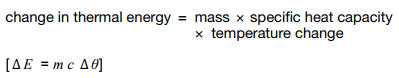 change in thermal energy = mass × specific heat capacity
× temperature change
[ΔE = m c Δθ]